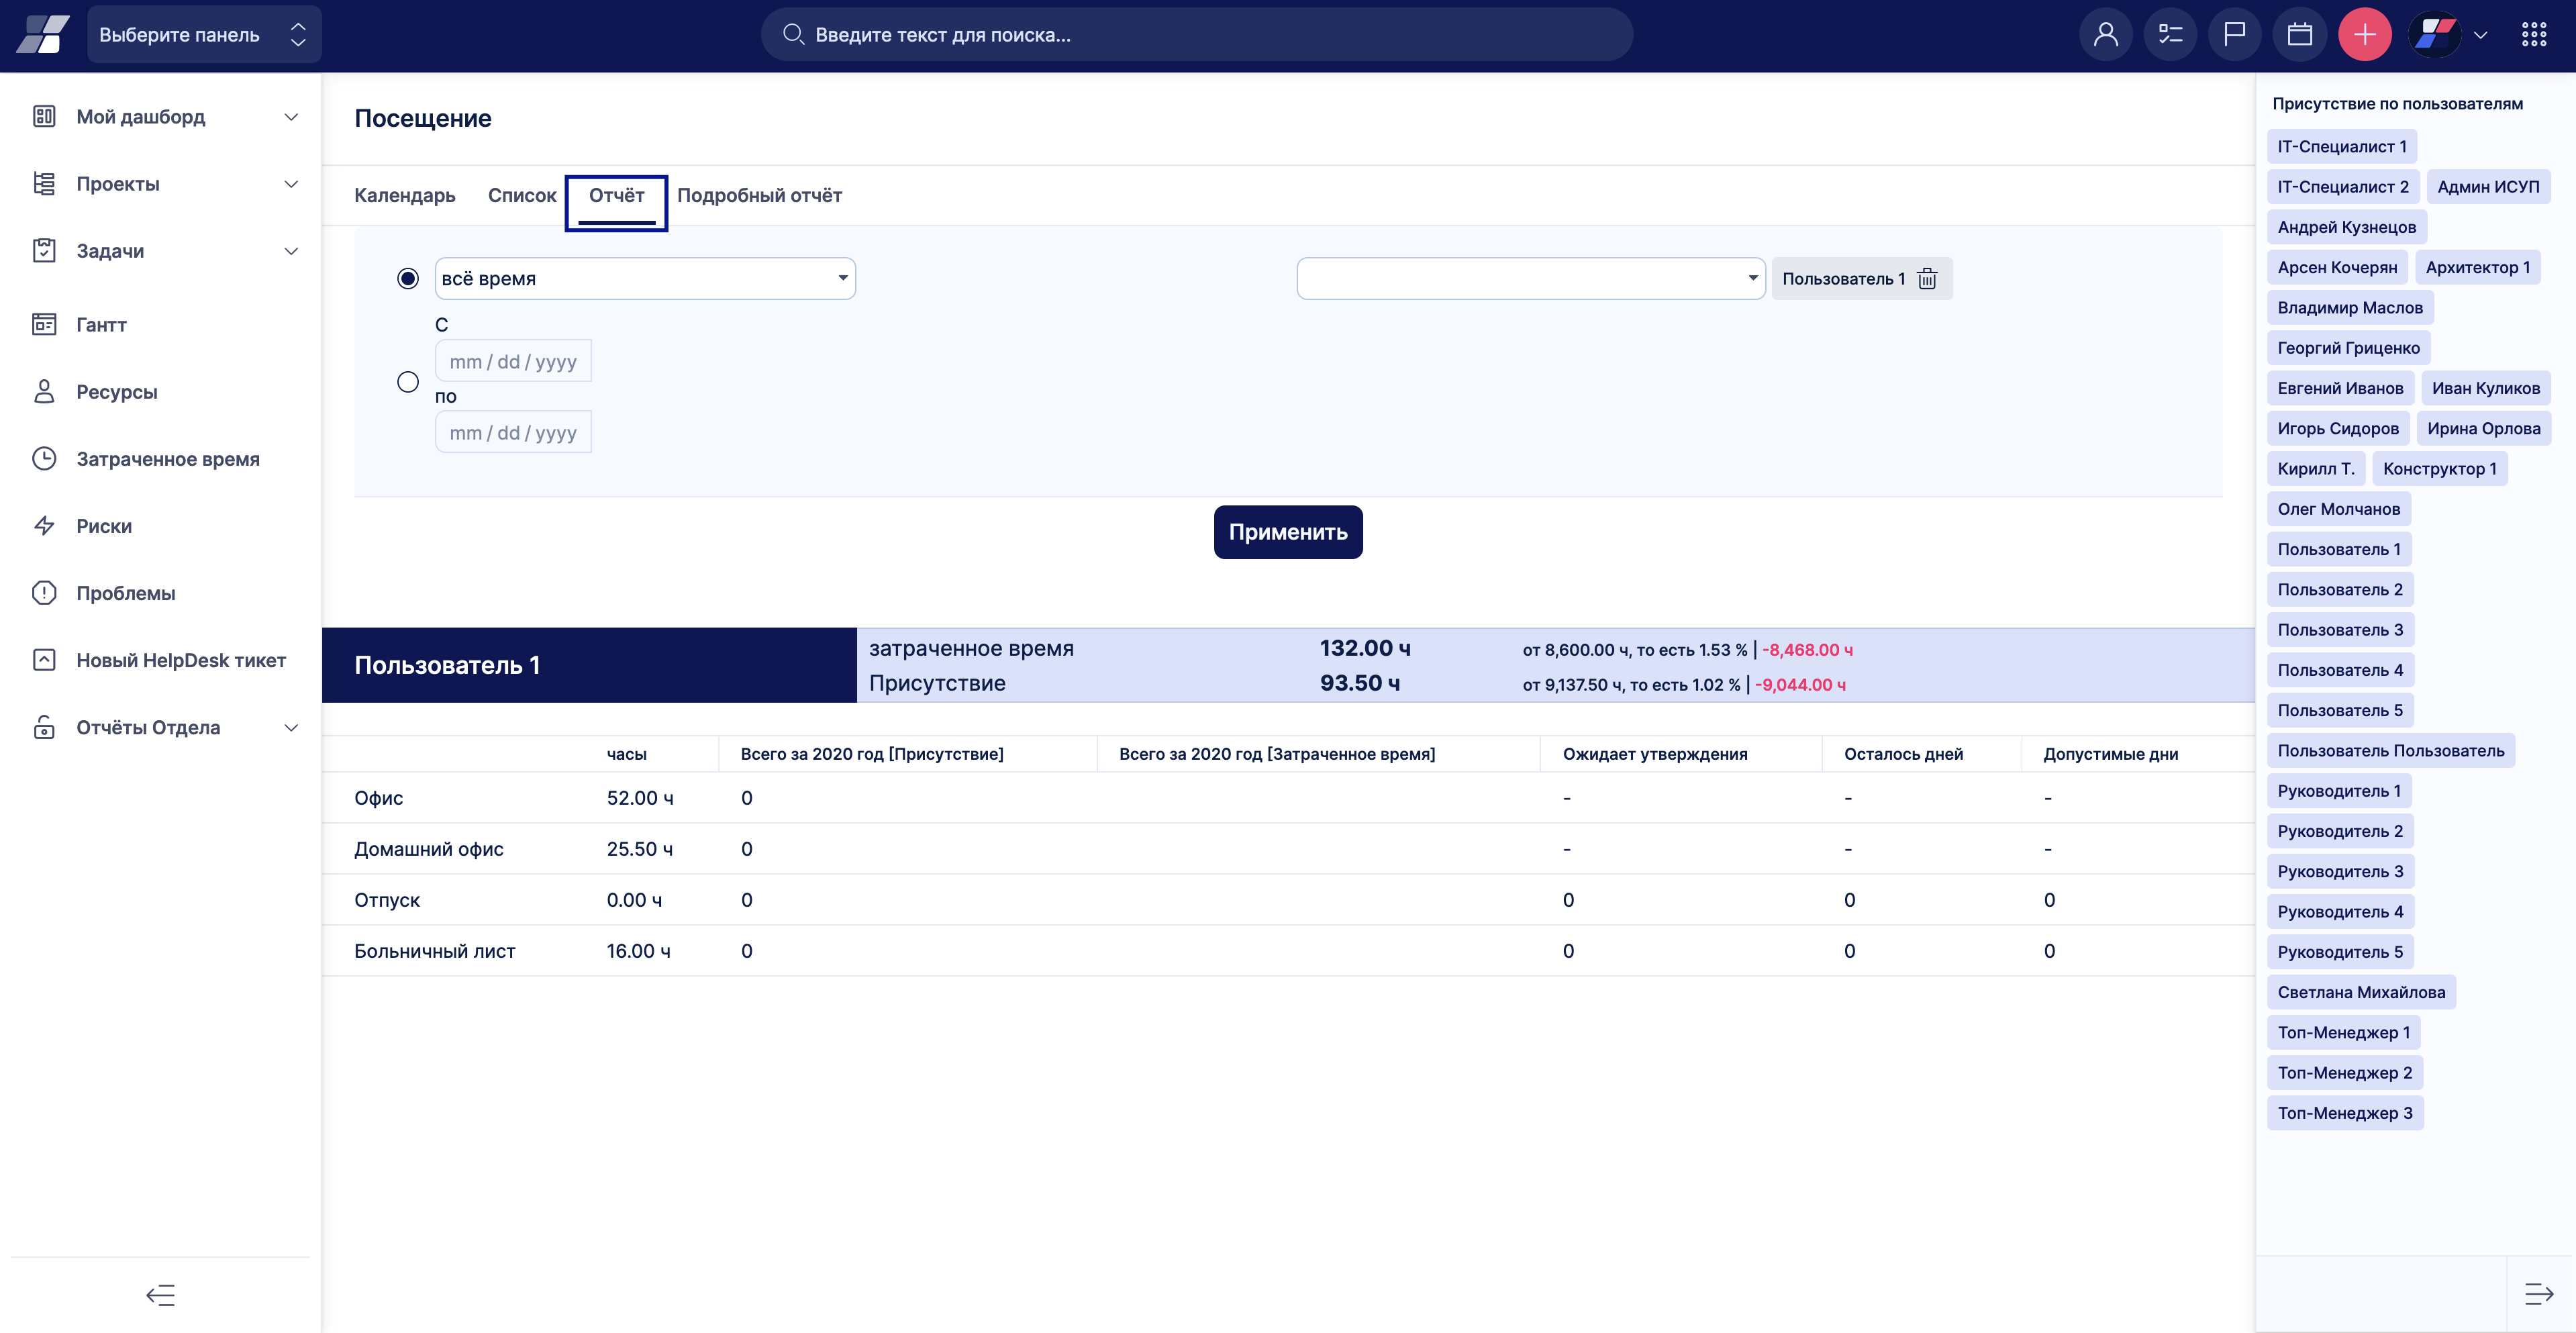 Выберите панель
Введите текст для поиска...
Мой дашборд
Проекты
Задачи
Гантт
Ресурсы
Затраченное время
Риски
Проблемы
Новый HelpDesk тикет
Отчёты Отдела
Посещение
Календарь Список Отчёт Подробный отчёт
всё время
Пользователь 1
С
mm / dd / yyyy
по
mm / dd / yyyy
Применить
Пользователь 1
затраченное время 132.00 ч от 8,600.00 ч, то есть 1.53 % | -8,468.00 ч
Присутствие 93.50 ч от 9,137.50 ч, то есть 1.02 % | -9,044.00 ч
часы Всего за 2020 год [Присутствие] Всего за 2020 год [Затраченное время] Ожидает утверждения Осталось дней Допустимые дни
Офис 52.00 ч 0 - - -
Домашний офис 25.50 ч 0 - - -
Отпуск 0.00 ч 0 0 0 0
Больничный лист 16.00 ч 0 0 0 0
Присутствие по пользователям
IT-Специалист 1
IT-Специалист 2 Админ ИСУП
Андрей Кузнецов
Арсен Кочерян Архитектор 1
Владимир Маслов
Георгий Гриценко
Евгений Иванов Иван Куликов
Игорь Сидоров Ирина Орлова
Кирилл Т. Конструктор 1
Олег Молчанов
Пользователь 1
Пользователь 2
Пользователь 3
Пользователь 4
Пользователь 5
Пользователь Пользователь
Руководитель 1
Руководитель 2
Руководитель 3
Руководитель 4
Руководитель 5
Светлана Михайлова
Топ-Менеджер 1
Топ-Менеджер 2
Топ-Менеджер 3